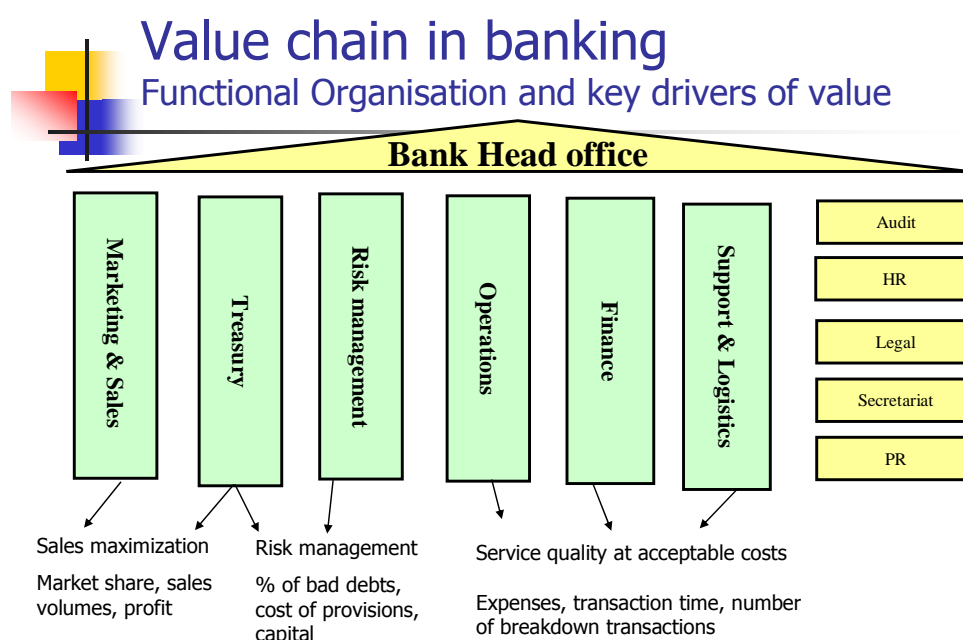 Value chain in banking
Functional Organisation and key drivers of value
Bank Head office
Marketing & Sales
Treasury
Risk management
Operations
Finance
Support & Logistics
Audit
HR
Legal
Secretariat
PR
Sales maximization
Market share, sales
volumes, profit
Risk management
% of bad debts,
cost of provisions,
capital
Service quality at acceptable costs
Expenses, transaction time, number
of breakdown transactions